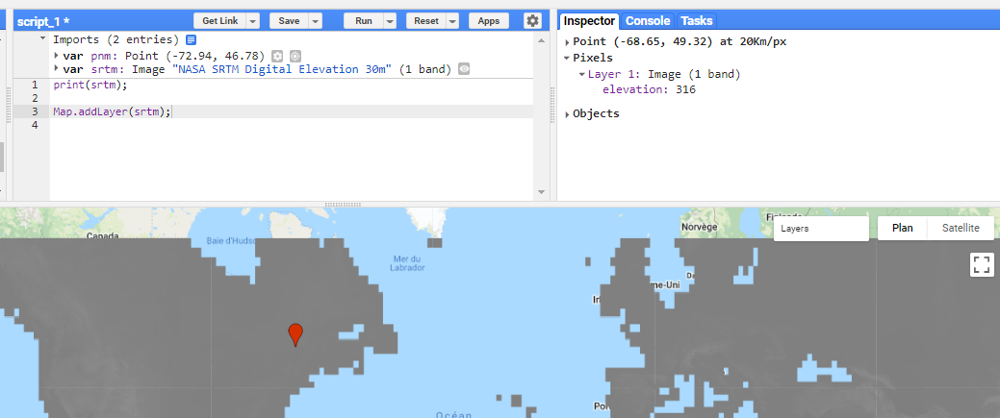 script_1 *
Get Link
Save
Run
Reset
Apps
Inspector Console Tasks
Imports (2 entries)
var pnm: Point (-72.94, 46.78)
var srtm: Image "NASA SRTM Digital Elevation 30m" (1 band)
1 print(srtm);
2
3 Map.addLayer(srtm);
4
Point (-68.65, 49.32) at 20Km/px
Pixels
Layer 1: Image (1 band)
elevation: 316
Objects
Canada
Baie d'Hudso
Mer du
Labrador
Norvège
Layers
Plan
Satellite
Da
me-Uni
Ir
Por
Océan